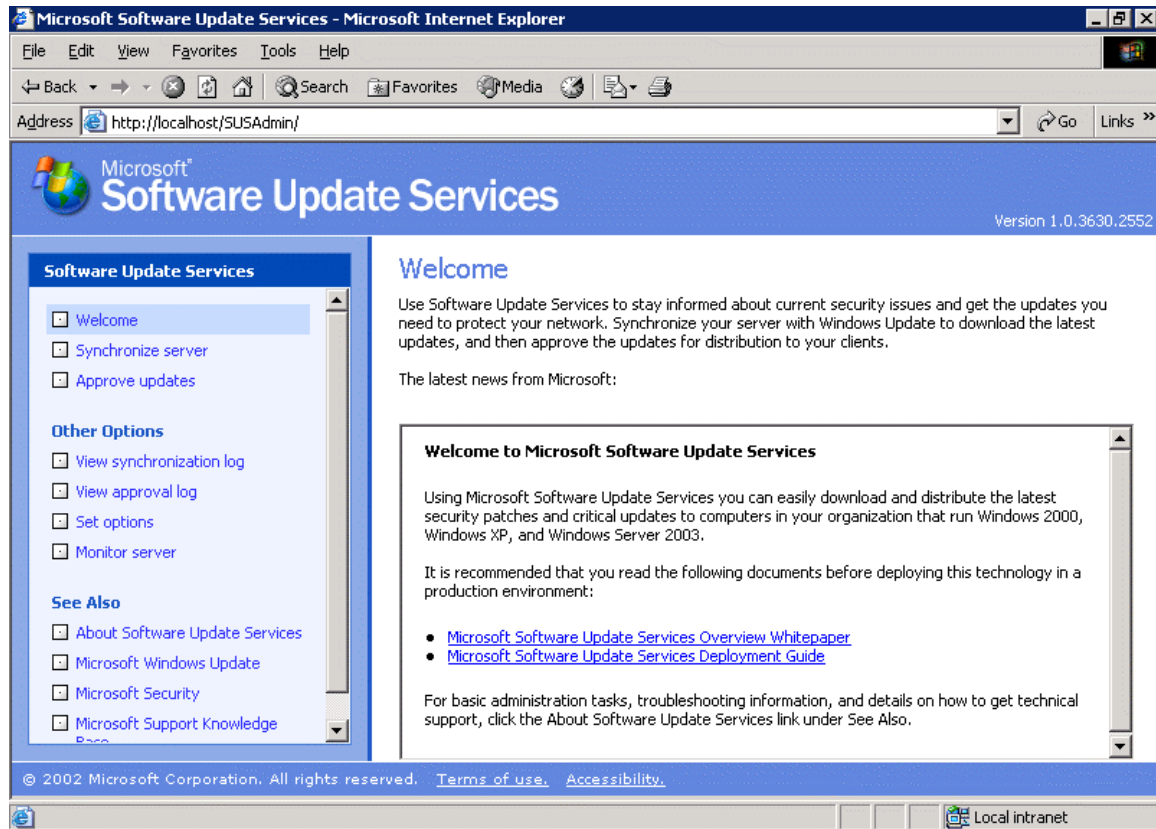 Microsoft Software Update Services - Microsoft Internet Explorer
File Edit View Favorites Tools Help
Back Search Favorites Media
Address http://localhost/SUSAdmin/ Go Links »
Microsoft®
Software Update Services
Version 1.0.3630.2552
Software Update Services
Welcome
Synchronize server
Approve updates
Other Options
View synchronization log
View approval log
Set options
Monitor server
See Also
About Software Update Services
Microsoft Windows Update
Microsoft Security
Microsoft Support Knowledge
Base
Welcome
Use Software Update Services to stay informed about current security issues and get the updates you
need to protect your network. Synchronize your server with Windows Update to download the latest
updates, and then approve the updates for distribution to your clients.
The latest news from Microsoft:
Welcome to Microsoft Software Update Services
Using Microsoft Software Update Services you can easily download and distribute the latest
security patches and critical updates to computers in your organization that run Windows 2000,
Windows XP, and Windows Server 2003.
It is recommended that you read the following documents before deploying this technology in a
production environment:
• Microsoft Software Update Services Overview Whitepaper
• Microsoft Software Update Services Deployment Guide
For basic administration tasks, troubleshooting information, and details on how to get technical
support, click the About Software Update Services link under See Also.
© 2002 Microsoft Corporation. All rights reserved. Terms of use. Accessibility.
Local intranet